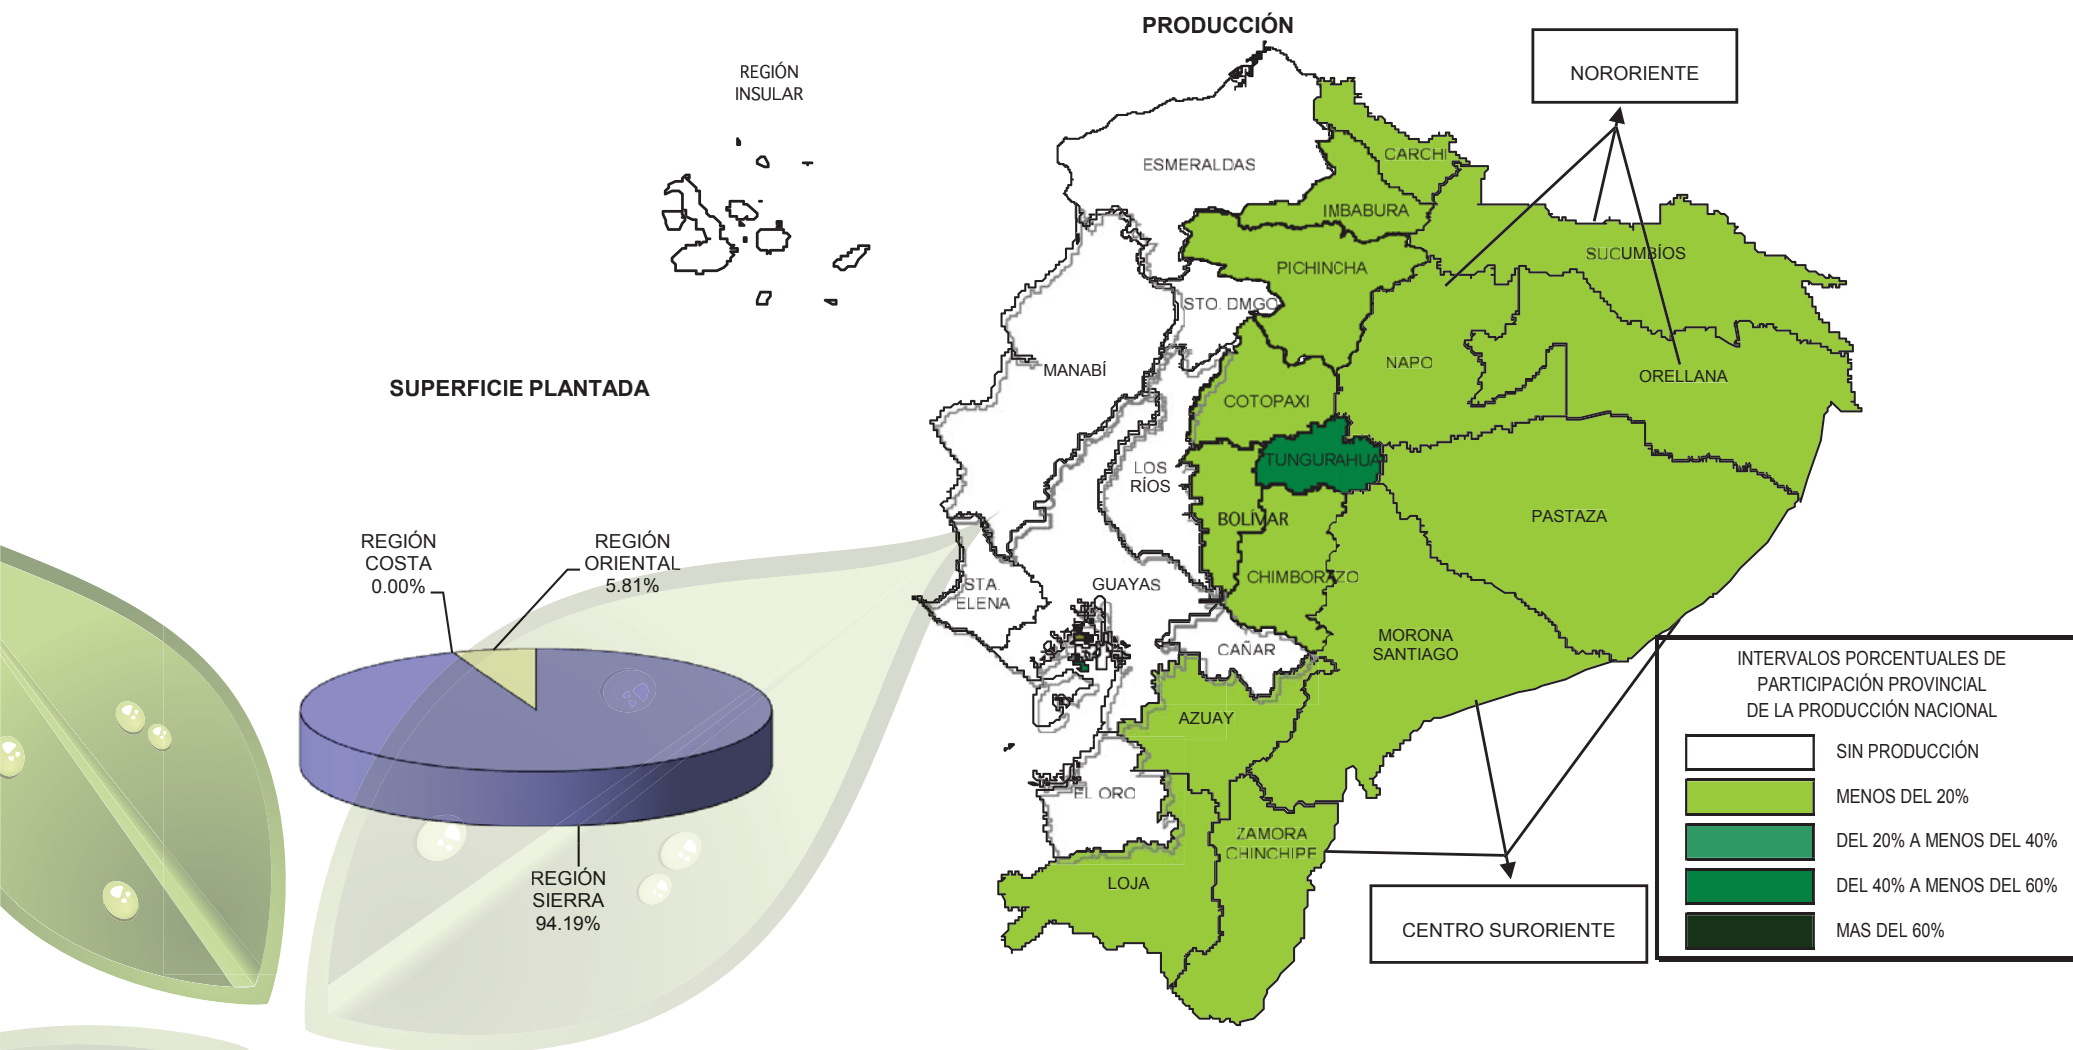 PRODUCCIÓN
REGIÓN
INSULAR
NORORIENTE
ESMERALDAS
CARCHI
IMBABURA
PICHINCHA
SUCUMBÍOS
STO. DMGO
MANABÍ
NAPO
ORELLANA
COTOPAXI
TUNGURAHUA
LOS
RÍOS
BOLÍVAR
PASTAZA
CHIMBORAZO
STA.
ELENA
GUAYAS
CAÑAR
MORONA
SANTIAGO
AZUAY
EL ORO
ZAMORA
CHINCHIPE
LOJA
CENTRO SURORIENTE
SUPERFICIE PLANTADA
REGIÓN
COSTA
0.00%
REGIÓN
ORIENTAL
5.81%
REGIÓN
SIERRA
94.19%
INTERVALOS PORCENTUALES DE
PARTICIPACIÓN PROVINCIAL
DE LA PRODUCCIÓN NACIONAL
SIN PRODUCCIÓN
MENOS DEL 20%
DEL 20% A MENOS DEL 40%
DEL 40% A MENOS DEL 60%
MAS DEL 60%